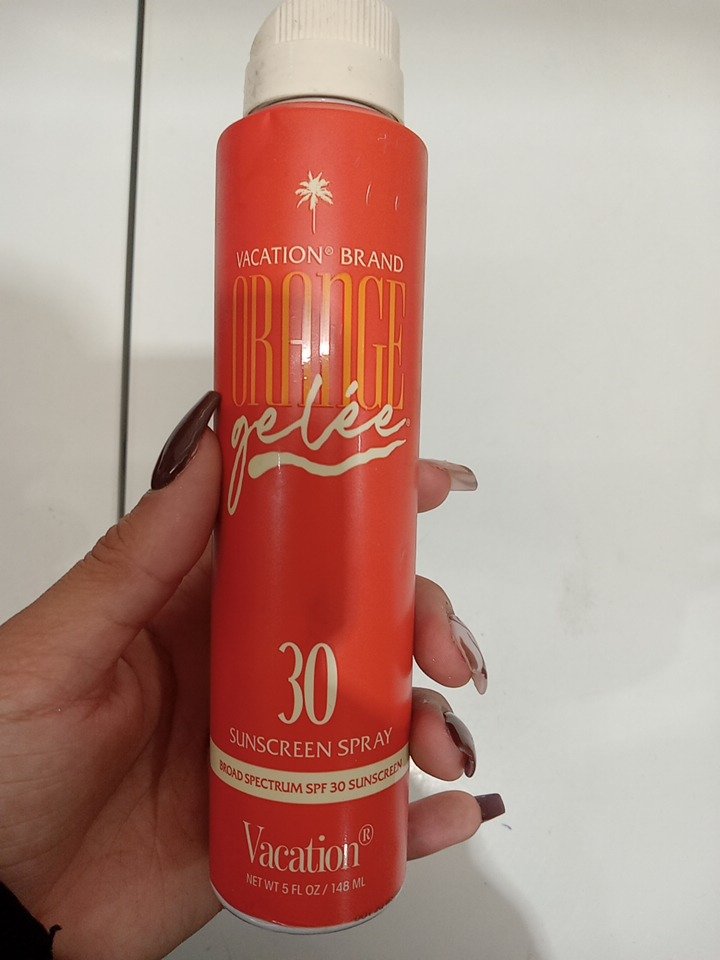 VACATION® BRAND
ORANGE
gelée®
30
SUNSCREEN SPRAY
BROAD SPECTRUM SPF 30 SUNSCREEN
Vacation®
NET WT 5 FL OZ / 148 ML